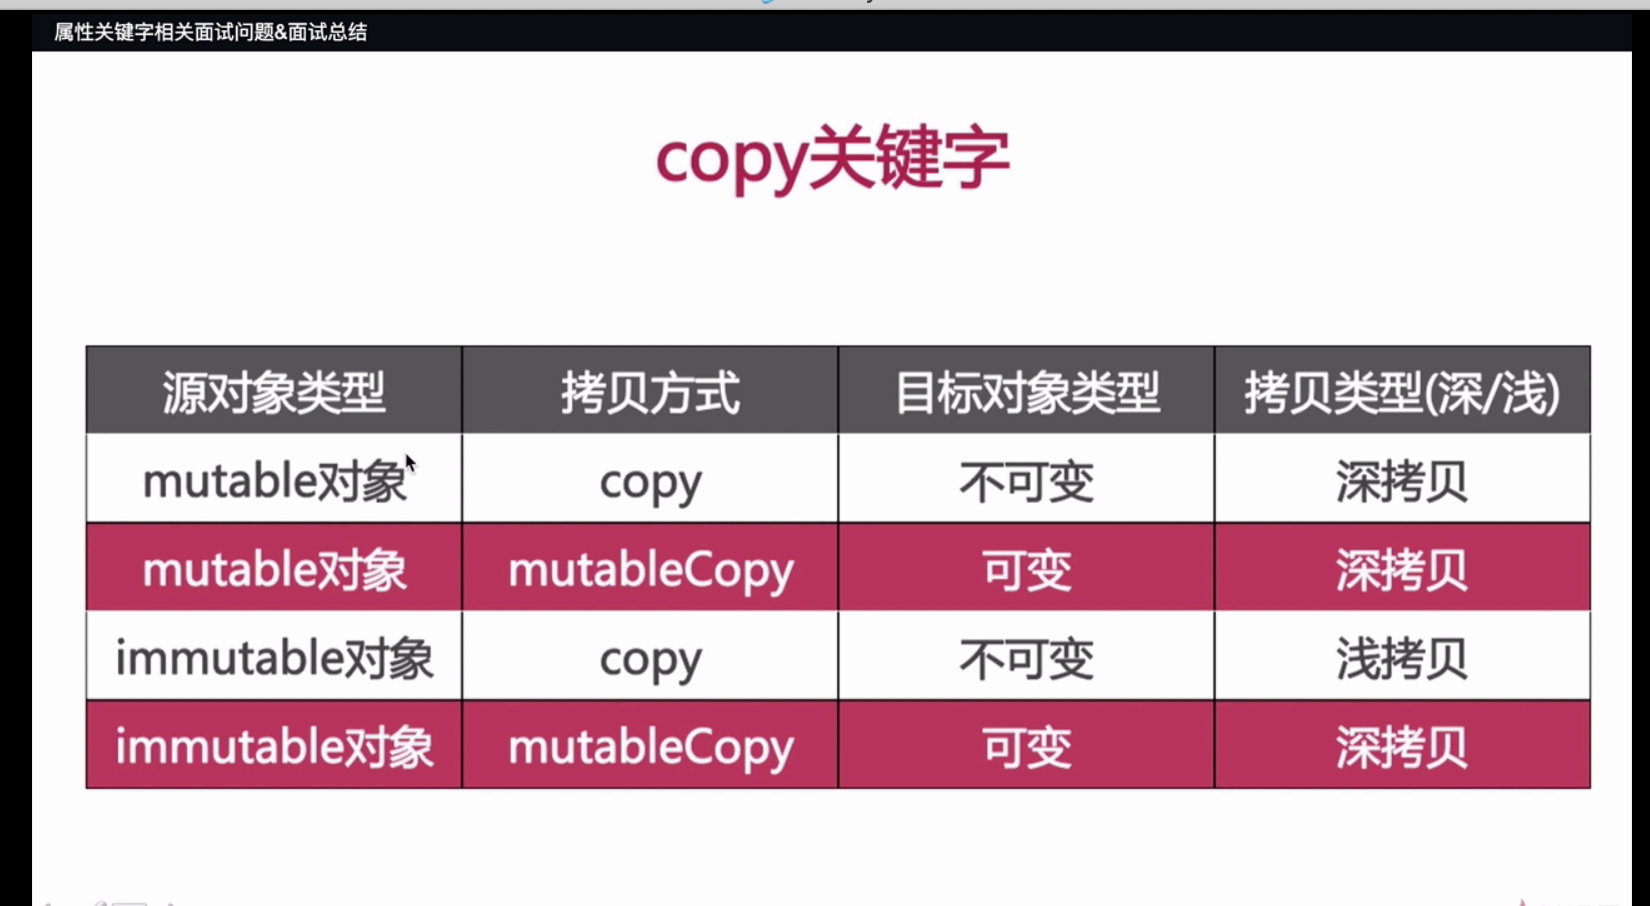 属性关键字相关面试问题&面试总结
copy关键字
源对象类型 拷贝方式 目标对象类型 拷贝类型(深/浅)
mutable对象 copy 不可变 深拷贝
mutable对象 mutableCopy 可变 深拷贝
immutable对象 copy 不可变 浅拷贝
immutable对象 mutableCopy 可变 深拷贝